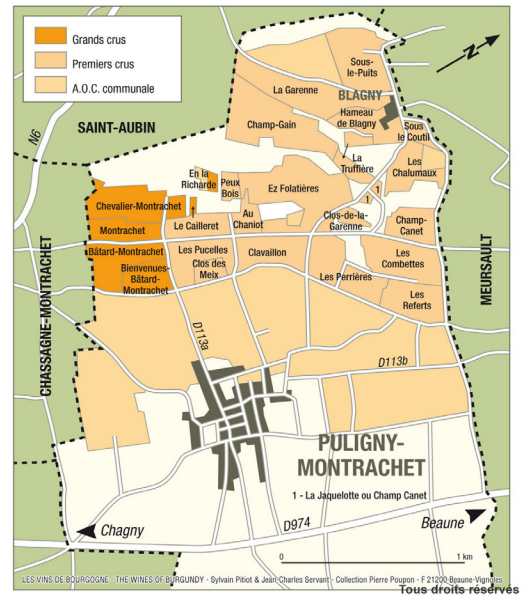 Grands crus
Premiers crus
A.O.C. communale
N
N6
SAINT-AUBIN
CHASSAGNE-MONTRACHET
MEURSAULT
Sous-
le-Puits
La Garenne
BLAGNY
Hameau
de Blagny
Champ-Gain
Sous
le Coutil
La
Truffière
Les
Chalumaux
En la
Richarde
Peux
Bois
Ez Folatières
1
1
Chevalier-Montrachet
Au
Chaniot
Clos-de-la-
Garenne
Champ-
Canet
Le Cailleret
Montrachet
Bâtard-Montrachet
Les Pucelles
Clavaillon
Les
Combettes
Clos des
Meix
Bienvenues-
Bâtard-
Montrachet
Les Perrières
Les
Referts
D113a
D113b
PULIGNY-
MONTRACHET
1 - La Jaquelotte ou Champ Canet
Chagny
D974
Beaune
0
1 km
LES VINS DE BOURGOGNE - THE WINES OF BURGUNDY - Sylvain Pitiot & Jean-Charles Servant - Collection Pierre Poupon - F 21200 Beaune-Vignoles
Tous droits réservés